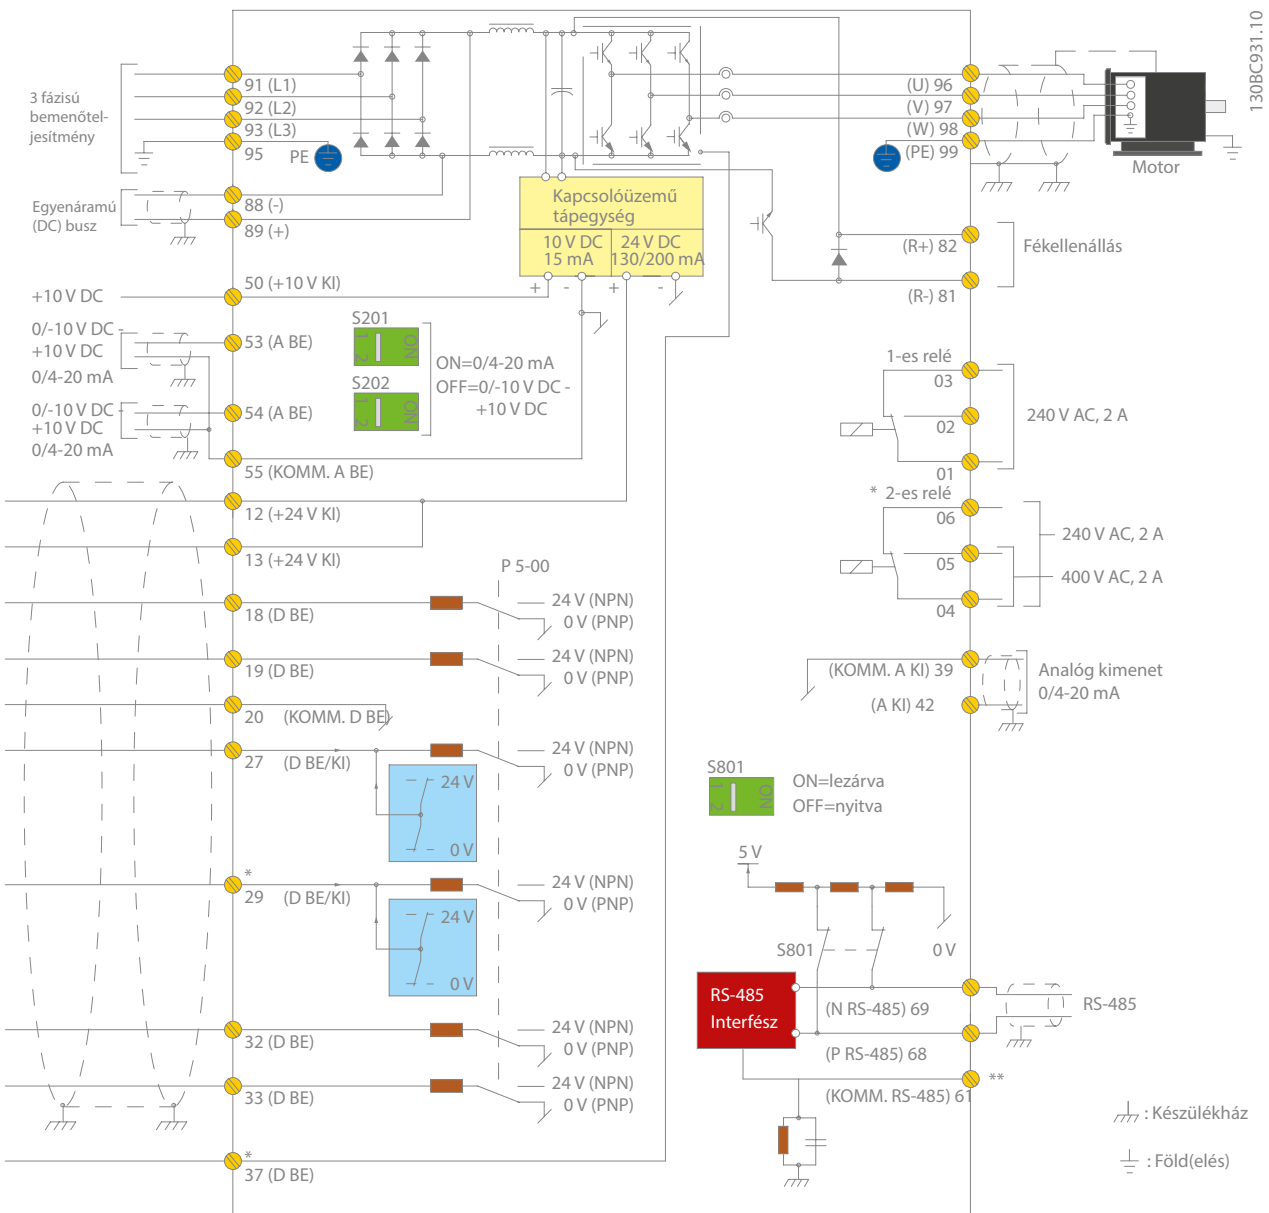 130BC931.10
3 fázisú
bemenőtel-
jesítmény
91 (L1)
92 (L2)
93 (L3)
95
PE
(U) 96
(V) 97
(W) 98
(PE) 99
Motor
Egyenáramú
(DC) busz
88 (-)
89 (+)
Kapcsolóüzemű
tápegység
10 V DC
15 mA
24 V DC
130/200 mA
+ - + -
(R+) 82
(R-) 81
Fékellenállás
+10 V DC
50 (+10 V KI)
0/-10 V DC -
+10 V DC
0/4-20 mA
53 (A BE)
S201
1 2
ON
S202
1 2
ON
ON=0/4-20 mA
OFF=0/-10 V DC -
+10 V DC
0/-10 V DC -
+10 V DC
0/4-20 mA
54 (A BE)
55 (KOMM. A BE)
1-es relé
03
02
01
240 V AC, 2 A
* 2-es relé
06
05
04
240 V AC, 2 A
400 V AC, 2 A
12 (+24 V KI)
13 (+24 V KI)
P 5-00
18 (D BE)
24 V (NPN)
0 V (PNP)
19 (D BE)
24 V (NPN)
0 V (PNP)
20 (KOMM. D BE)
27 (D BE/KI)
24 V (NPN)
0 V (PNP)
24 V
0 V
*
29 (D BE/KI)
24 V (NPN)
0 V (PNP)
24 V
0 V
32 (D BE)
24 V (NPN)
0 V (PNP)
33 (D BE)
24 V (NPN)
0 V (PNP)
*
37 (D BE)
(KOMM. A KI) 39
(A KI) 42
Analóg kimenet
0/4-20 mA
S801
1 2
ON
ON=lezárva
OFF=nyitva
5 V
S801
0 V
RS-485
Interfész
(N RS-485) 69
(P RS-485) 68
(KOMM. RS-485) 61
**
RS-485
: Készülékház
: Föld(elés)